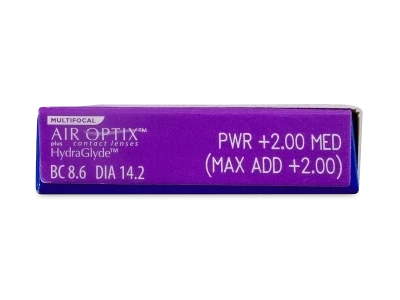 MULTIFOCAL
AIR OPTIX™
plus contact lenses
HydraGlyde™
BC 8.6 DIA 14.2
PWR +2.00 MED
(MAX ADD +2.00)